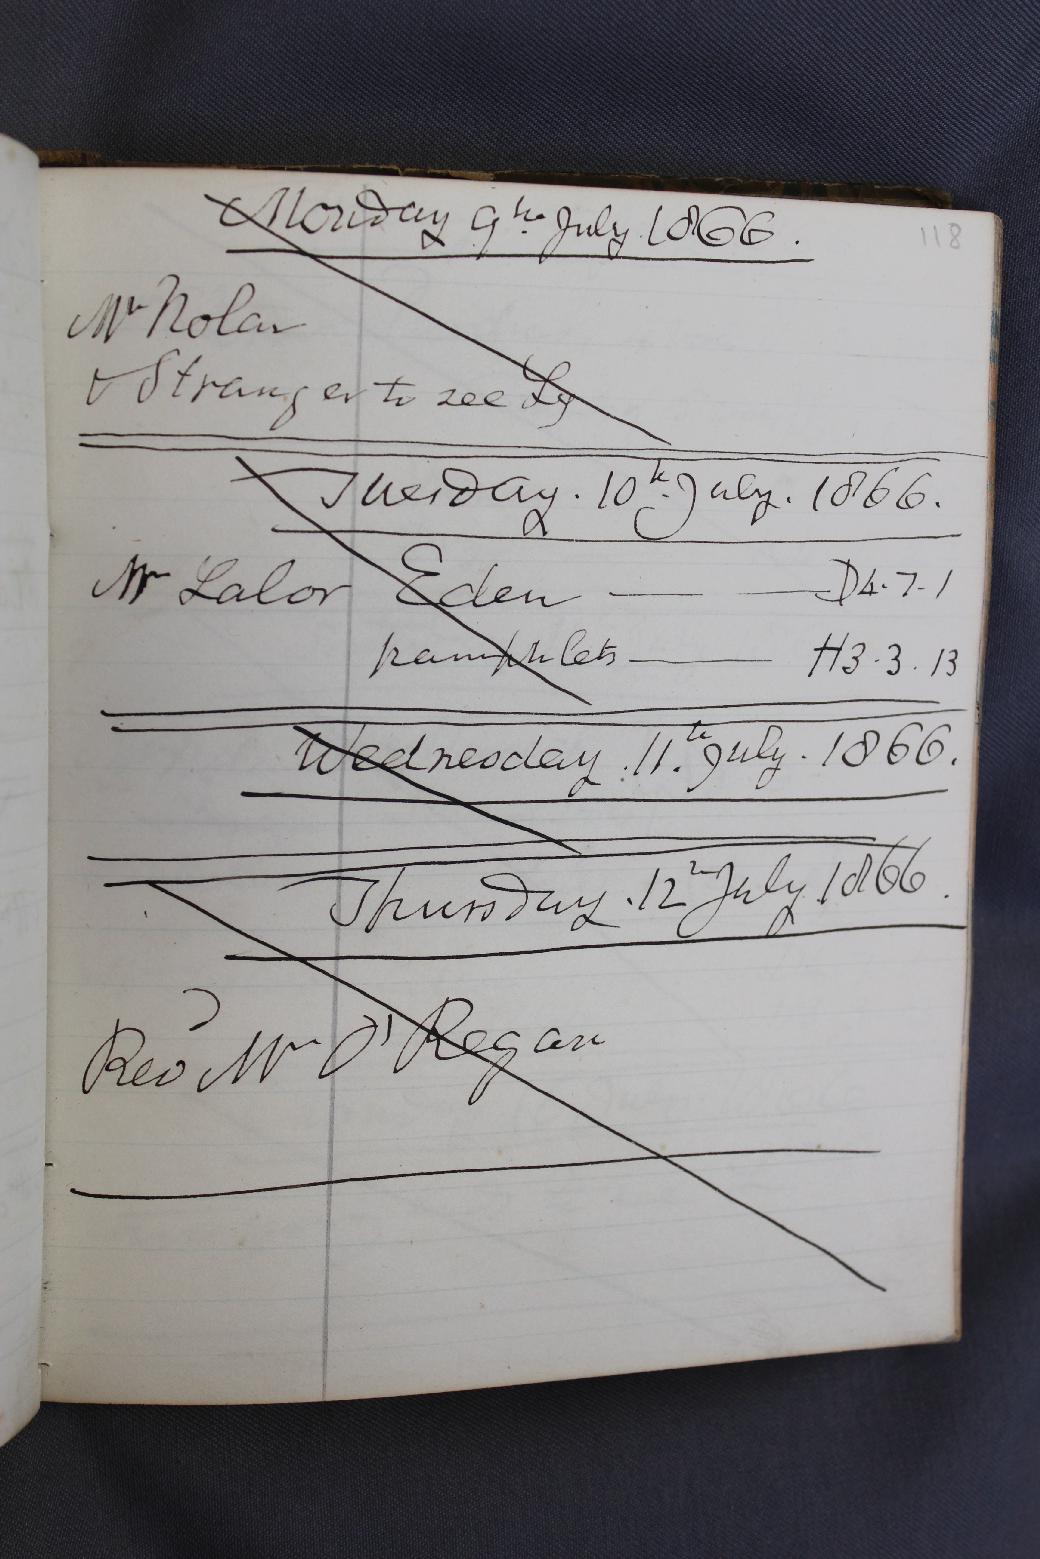 118
Monday 9th July 1866.
Mr Nolan
& Stranger to see Ly
Tuesday. 10th July. 1866.
Mr Lalor Eden — — D4.7.1
pamphlets — H3.3.13
Wednesday. 11th July. 1866.
Thursday. 12th July 1866.
Revd Mr O'Regan